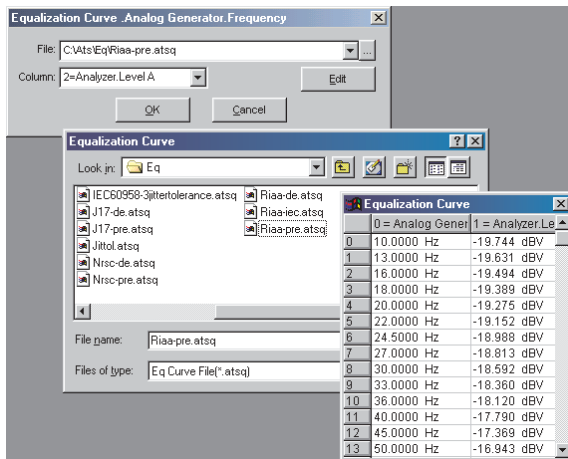 Equalization Curve .Analog Generator.Frequency
File: C:\Ats\Eq\Riaa-pre.atsq ...
Column: 2=Analyzer.Level A Edit
OK Cancel
Equalization Curve
Look in: Eq
IEC60958-3jittertolerance.atsq Riaa-de.atsq
J17-de.atsq Riaa-iec.atsq
J17-pre.atsq Riaa-pre.atsq
Jittol.atsq
Nrsc-de.atsq
Nrsc-pre.atsq
File name: Riaa-pre.atsq
Files of type: Eq Curve File(*.atsq)
Equalization Curve
0 = Analog Gener 1 = Analyzer.Le
0 10.0000 Hz -19.744 dBV
1 13.0000 Hz -19.631 dBV
2 16.0000 Hz -19.494 dBV
3 18.0000 Hz -19.389 dBV
4 20.0000 Hz -19.275 dBV
5 22.0000 Hz -19.152 dBV
6 24.5000 Hz -18.988 dBV
7 27.0000 Hz -18.813 dBV
8 30.0000 Hz -18.592 dBV
9 33.0000 Hz -18.360 dBV
10 36.0000 Hz -18.120 dBV
11 40.0000 Hz -17.790 dBV
12 45.0000 Hz -17.369 dBV
13 50.0000 Hz -16.943 dBV